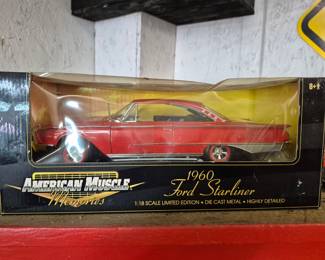 8+
AMERICAN MUSCLE
Memories
1960
Ford Starliner
1:18 SCALE LIMITED EDITION • DIE CAST METAL • HIGHLY DETAILED